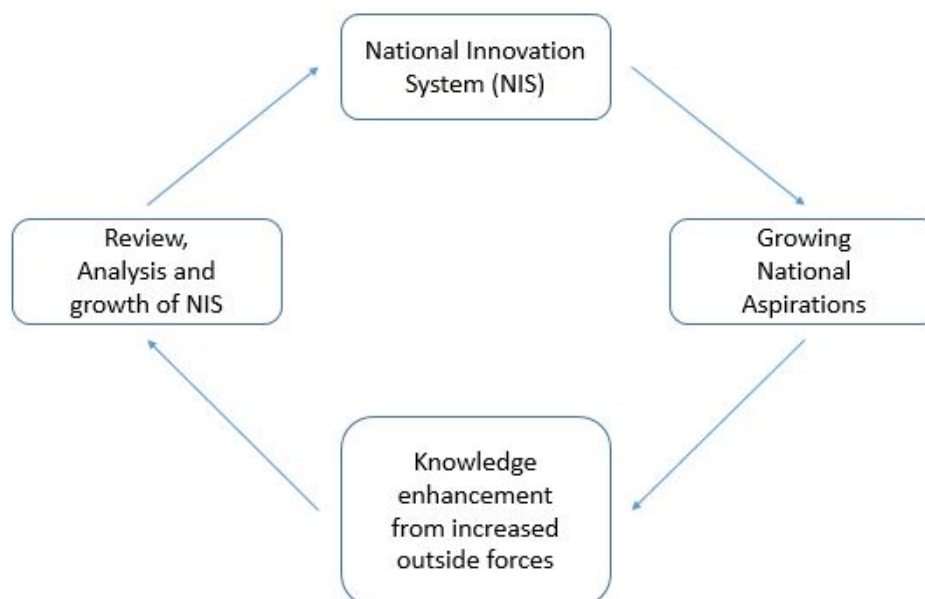 National Innovation
System (NIS)
Review,
Analysis and
growth of NIS
Growing
National
Aspirations
Knowledge
enhancement
from increased
outside forces